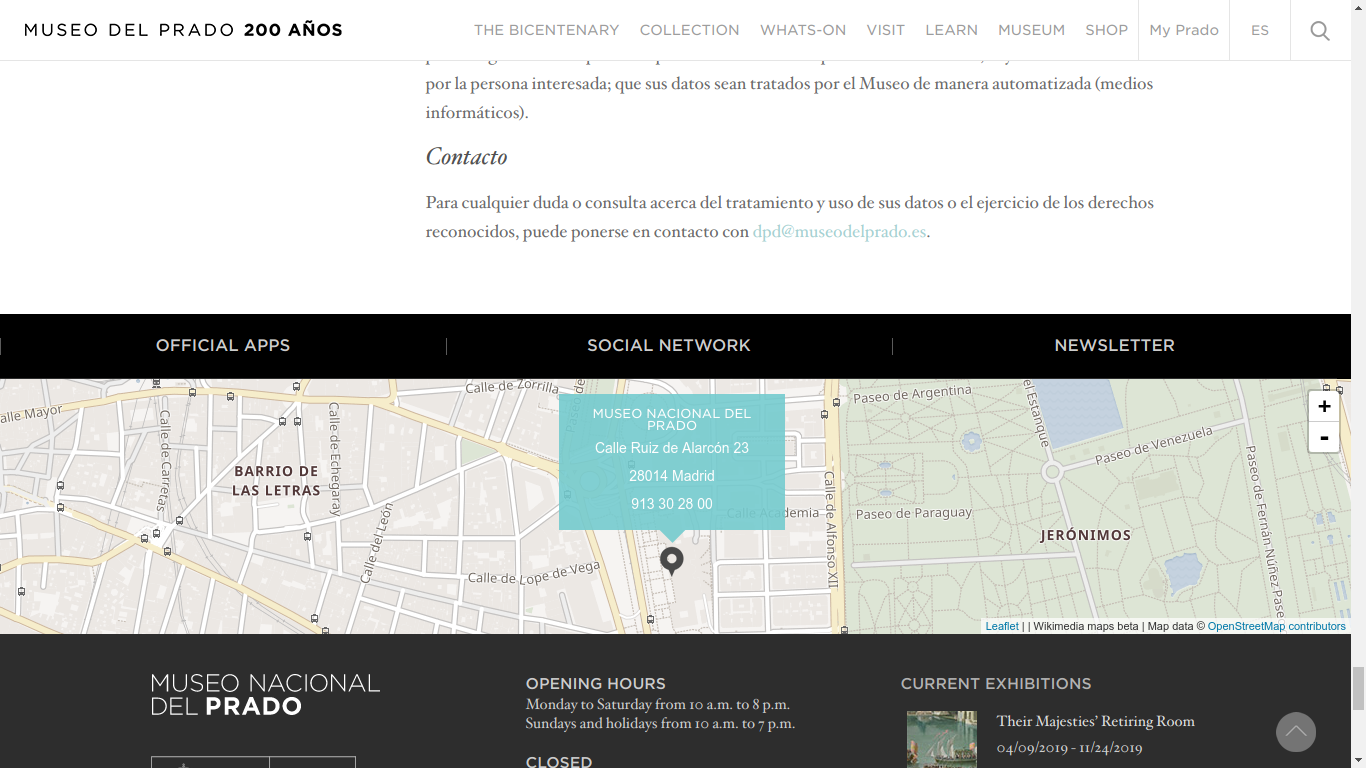 MUSEO DEL PRADO 200 AÑOS
THE BICENTENARY
COLLECTION
WHATS-ON
VISIT
LEARN
MUSEUM
SHOP
My Prado
ES
por la persona interesada; que sus datos sean tratados por el Museo de manera automatizada (medios
informáticos).
Contacto
Para cualquier duda o consulta acerca del tratamiento y uso de sus datos o el ejercicio de los derechos
reconocidos, puede ponerse en contacto con dpd@museodelprado.es.
OFFICIAL APPS
SOCIAL NETWORK
NEWSLETTER
Calle de Zorrilla
alle Mayor
Calle de Carretas
Calle de Echegaray
BARRIO DE
LAS LETRAS
Calle del León
Calle de Lope de Vega
MUSEO NACIONAL DEL
PRADO
Calle Ruiz de Alarcón 23
28014 Madrid
913 30 28 00
Calle Academia
Calle de Alfonso XII
Paseo de Argentina
el Estanque
Paseo de Venezuela
Paseo de Paraguay
JERÓNIMOS
Paseo de Fernán Núñez
Pase
+
-
Leaflet | | Wikimedia maps beta | Map data © OpenStreetMap contributors
MUSEO NACIONAL
DEL PRADO
OPENING HOURS
Monday to Saturday from 10 a.m. to 8 p.m.
Sundays and holidays from 10 a.m. to 7 p.m.
CLOSED
CURRENT EXHIBITIONS
Their Majesties' Retiring Room
04/09/2019 - 11/24/2019